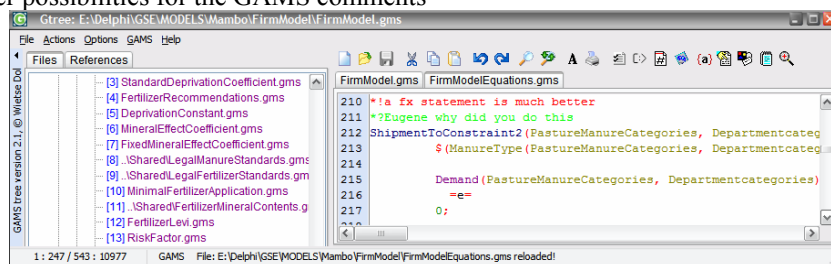 er possibilities for the GAMS comments
Gtree: E:\Delphi\GSE\MODELS\Mambo\FirmModel\FirmModel.gms
File Actions Options GAMS Help
Files References
[3] StandardDeprivationCoefficient.gms
[4] FertilizerRecommendations.gms
[5] DeprivationConstant.gms
[6] MineralEffectCoefficient.gms
[7] FixedMineralEffectCoefficient.gms
[8] ..\Shared\LegalManureStandards.gms
[9] ..\Shared\LegalFertilizerStandards.gm
[10] MinimalFertilizerApplication.gms
[11] ..\Shared\FertilizerMineralContents.g
[12] FertilizerLevi.gms
[13] RiskFactor.gms
GAMS tree version 2.1, © Wietse Dol
FirmModel.gms FirmModelEquations.gms
210 *!a fx statement is much better
211 *?Eugene why did you do this
212 ShipmentToConstraint2(PastureManureCategories, Departmentcateg
213 $(ManureType(PastureManureCategories, Departmentcateg
214
215 Demand(PastureManureCategories, Departmentcategories)
216 =e=
217 0;
1 : 247 / 543 : 10977 GAMS File: E:\Delphi\GSE\MODELS\Mambo\FirmModel\FirmModelEquations.gms reloaded!